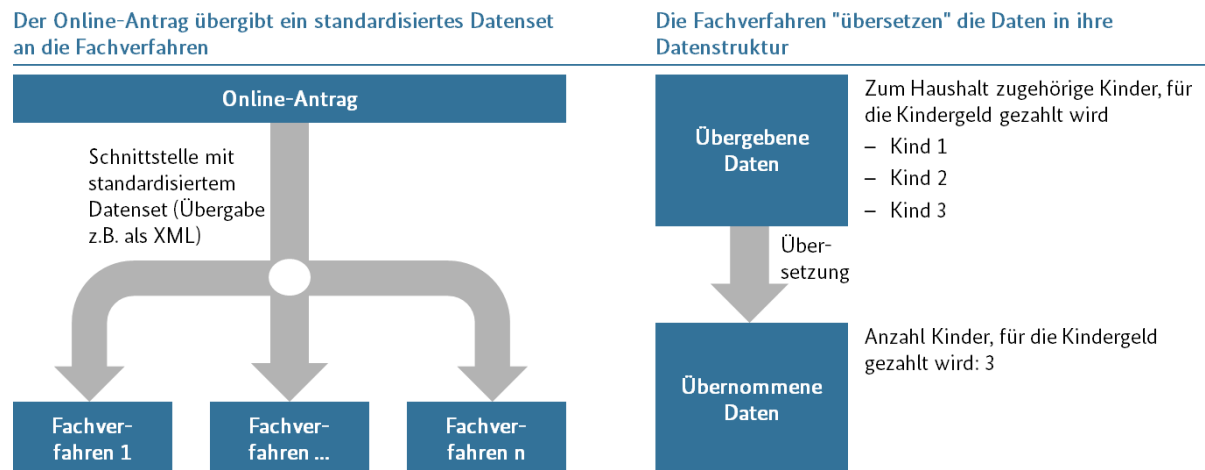 Der Online-Antrag übergibt ein standardisiertes Datenset
an die Fachverfahren
Online-Antrag
Schnittstelle mit
standardisiertem
Datenset (Übergabe
z.B. als XML)
Fachver-
fahren 1
Fachver-
fahren ...
Fachver-
fahren n
Die Fachverfahren "übersetzen" die Daten in ihre
Datenstruktur
Übergebene
Daten
Zum Haushalt zugehörige Kinder, für
die Kindergeld gezahlt wird
– Kind 1
– Kind 2
– Kind 3
Über-
setzung
Übernommene
Daten
Anzahl Kinder, für die Kindergeld
gezahlt wird: 3